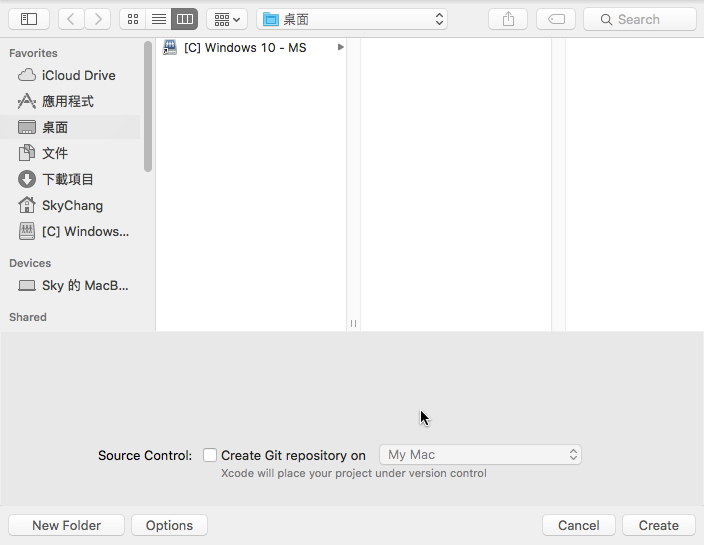 桌面
Search
Favorites
iCloud Drive
應用程式
桌面
文件
下載項目
SkyChang
[C] Windows...
Devices
Sky 的 MacB...
Shared
[C] Windows 10 - MS
Source Control:
Create Git repository on
My Mac
Xcode will place your project under version control
New Folder
Options
Cancel
Create